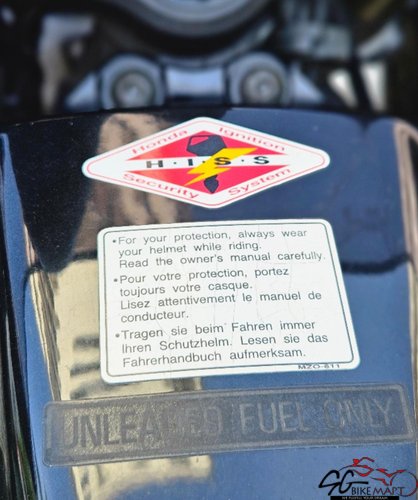 Honda Ignition
H·I·S·S
Security System
•For your protection, always wear
your helmet while riding.
Read the owner's manual carefully.
•Pour votre protection, portez
toujours votre casque.
Lisez attentivement le manuel de
conducteur.
•Tragen sie beim Fahren immer
Ihren Schutzhelm. Lesen sie das
Fahrerhandbuch aufmerksam.
MZO-611
UNLEADED FUEL ONLY
SG
BIKEMART